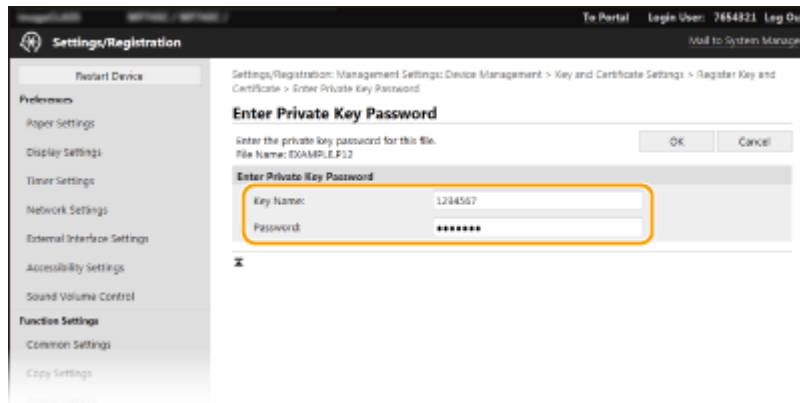 To Portal Login User: 7654321 Log Ou
Settings/Registration
Mail to System Manage
Restart Device
Preferences
Paper Settings
Display Settings
Timer Settings
Network Settings
External Interface Settings
Accessibility Settings
Sound Volume Control
Function Settings
Common Settings
Copy Settings
Settings/Registration: Management Settings: Device Management > Key and Certificate Settings > Register Key and
Certificate > Enter Private Key Password
Enter Private Key Password
Enter the private key password for this file.
File Name: EXAMPLE.P12
OK
Cancel
Enter Private Key Password
Key Name: 1234567
Password: •••••••